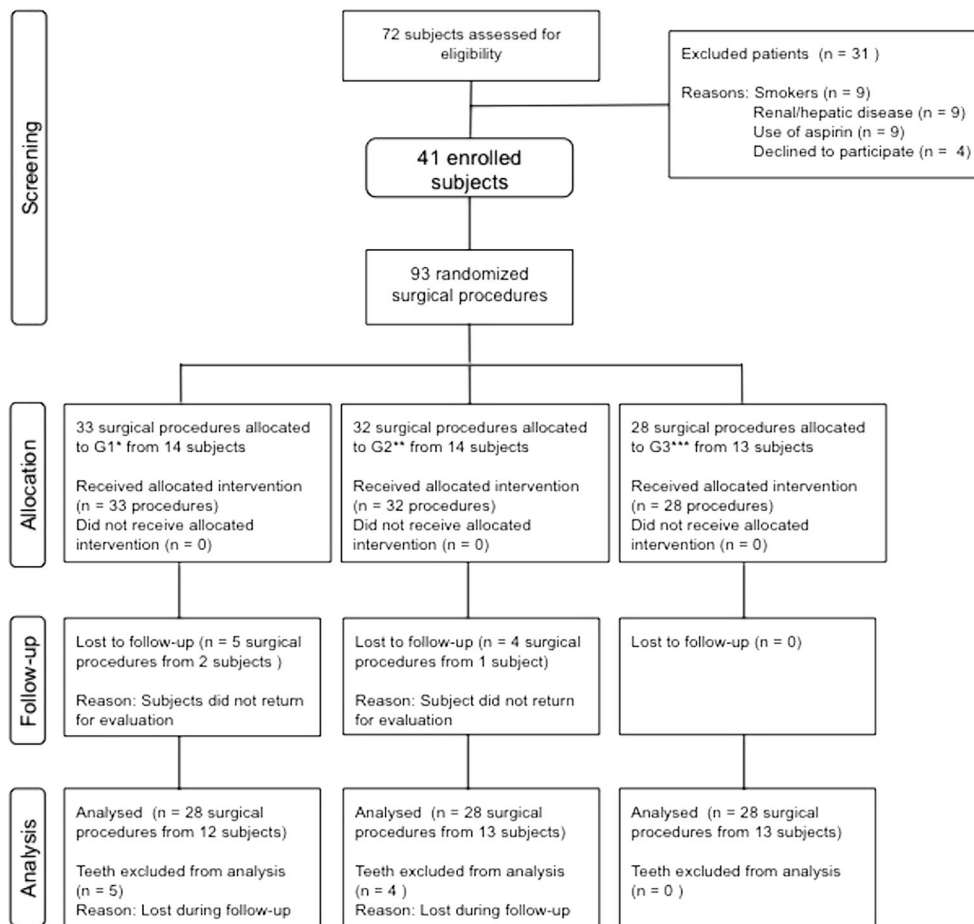 72 subjects assessed for
eligibility
Excluded patients (n = 31 )
Reasons: Smokers (n = 9)
Renal/hepatic disease (n = 9)
Use of aspirin (n = 9)
Declined to participate (n = 4)
Screening
41 enrolled
subjects
93 randomized
surgical procedures
Allocation
33 surgical procedures allocated
to G1* from 14 subjects
Received allocated intervention
(n = 33 procedures)
Did not receive allocated
intervention (n = 0)
32 surgical procedures allocated
to G2** from 14 subjects
Received allocated intervention
(n = 32 procedures)
Did not receive allocated
intervention (n = 0)
28 surgical procedures allocated
to G3*** from 13 subjects
Received allocated intervention
(n = 28 procedures)
Did not receive allocated
intervention (n = 0)
Follow-up
Lost to follow-up (n = 5 surgical
procedures from 2 subjects )
Reason: Subjects did not return
for evaluation
Lost to follow-up (n = 4 surgical
procedures from 1 subject)
Reason: Subject did not return
for evaluation
Lost to follow-up (n = 0)
Analysis
Analysed (n = 28 surgical
procedures from 12 subjects)
Teeth excluded from analysis
(n = 5)
Reason: Lost during follow-up
Analysed (n = 28 surgical
procedures from 13 subjects)
Teeth excluded from analysis
(n = 4 )
Reason: Lost during follow-up
Analysed (n = 28 surgical
procedures from 13 subjects)
Teeth excluded from analysis
(n = 0 )